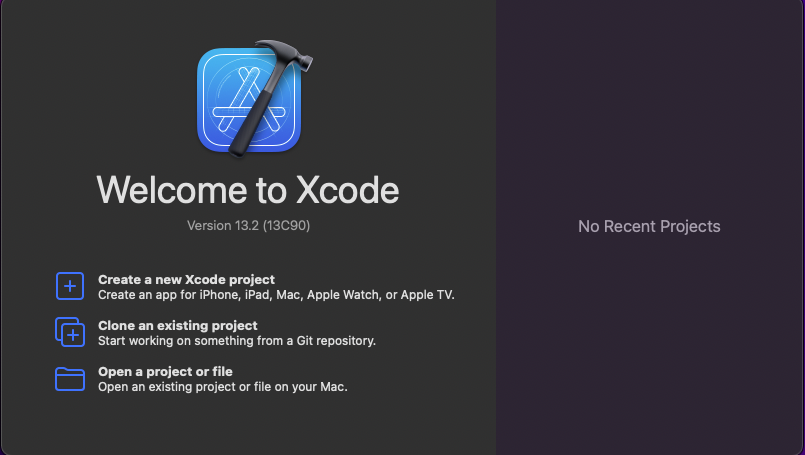 Welcome to Xcode
Version 13.2 (13C90)
Create a new Xcode project
Create an app for iPhone, iPad, Mac, Apple Watch, or Apple TV.
Clone an existing project
Start working on something from a Git repository.
Open a project or file
Open an existing project or file on your Mac.
No Recent Projects